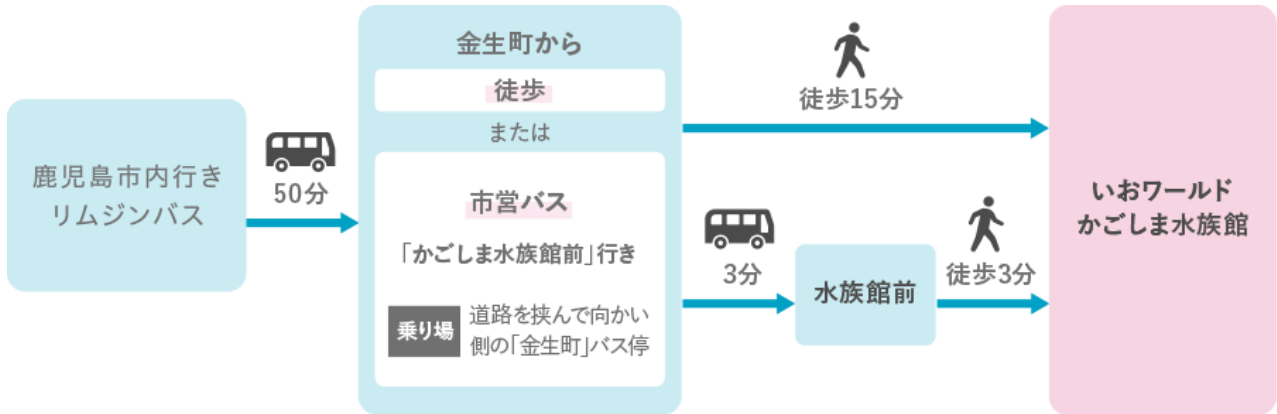 鹿児島市内行き
リムジンバス
50分
金生町から
徒歩
または
市営バス
「かごしま水族館前」行き
乗り場
道路を挟んで向かい
側の「金生町」バス停
徒歩15分
3分
水族館前
徒歩3分
いおワールド
かごしま水族館